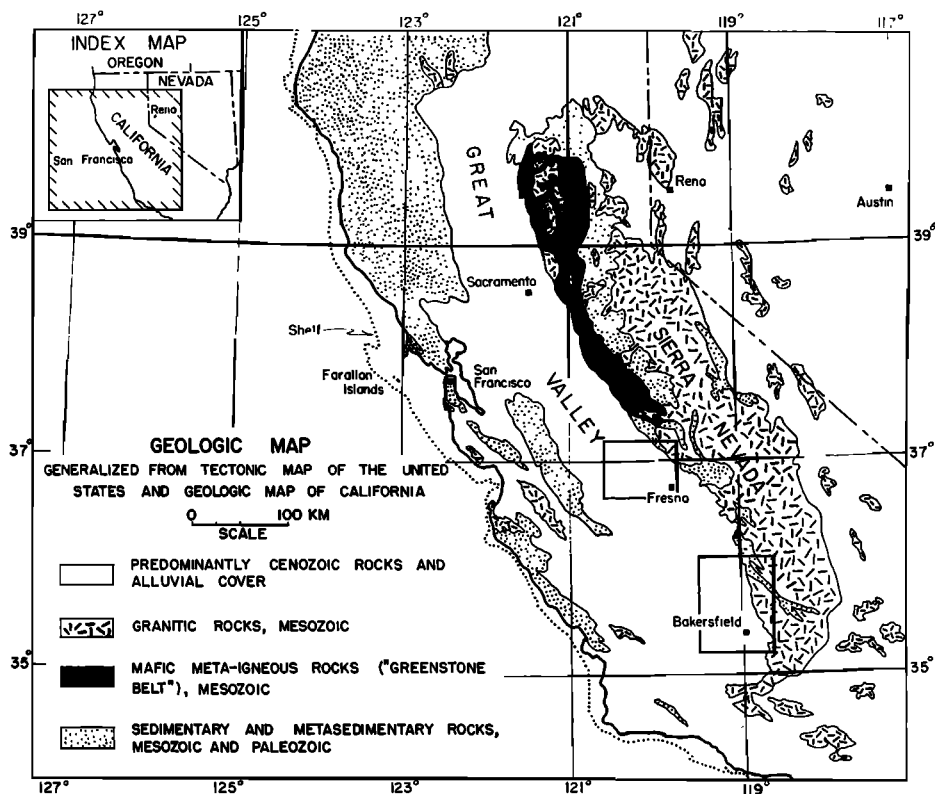 127°
125°
123°
121°
119°
117°
INDEX MAP
OREGON
NEVADA
Reno
CALIFORNIA
San Francisco
GREAT
VALLEY
Reno
Austin
39°
39°
Sacramento
Shelf
Farallon
Islands
San
Francisco
SIERRA
NEVADA
37°
37°
Fresno
Bakersfield
35°
35°
GEOLOGIC MAP
GENERALIZED FROM TECTONIC MAP OF THE UNITED
STATES AND GEOLOGIC MAP OF CALIFORNIA
0 100 KM
SCALE
PREDOMINANTLY CENOZOIC ROCKS AND
ALLUVIAL COVER
GRANITIC ROCKS, MESOZOIC
MAFIC META-IGNEOUS ROCKS ("GREENSTONE
BELT"), MESOZOIC
SEDIMENTARY AND METASEDIMENTARY ROCKS,
MESOZOIC AND PALEOZOIC
127°
125°
123°
121°
119°